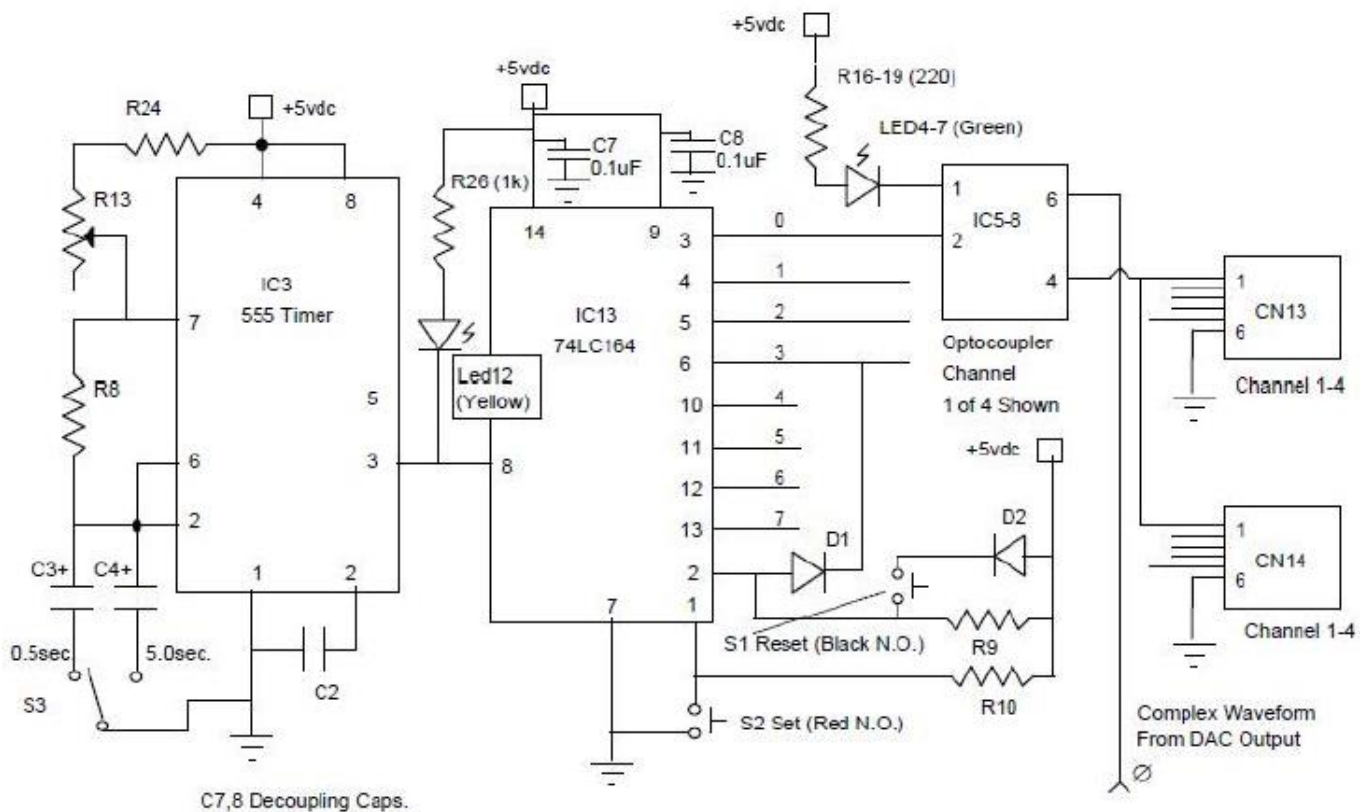 +5vdc
R16-19 (220)
LED4-7 (Green)
+5vdc
R24
+5vdc
C7
0.1uF
C8
0.1uF
R26 (1k)
R13
4
8
14
9
3
0
1
6
IC5-8
2
4
IC3
555 Timer
7
4
1
IC13
74LC164
5
2
1
CN13
6
Channel 1-4
6
3
Optocoupler
Channel
1 of 4 Shown
R8
5
Led12
(Yellow)
10
4
11
5
+5vdc
6
3
8
12
6
2
13
7
1
CN14
6
Channel 1-4
D1
D2
C3+
C4+
1
2
2
7
1
S1 Reset (Black N.O.)
R9
0.5sec.
5.0sec.
S3
C2
R10
S2 Set (Red N.O.)
Complex Waveform
From DAC Output
C7,8 Decoupling Caps.